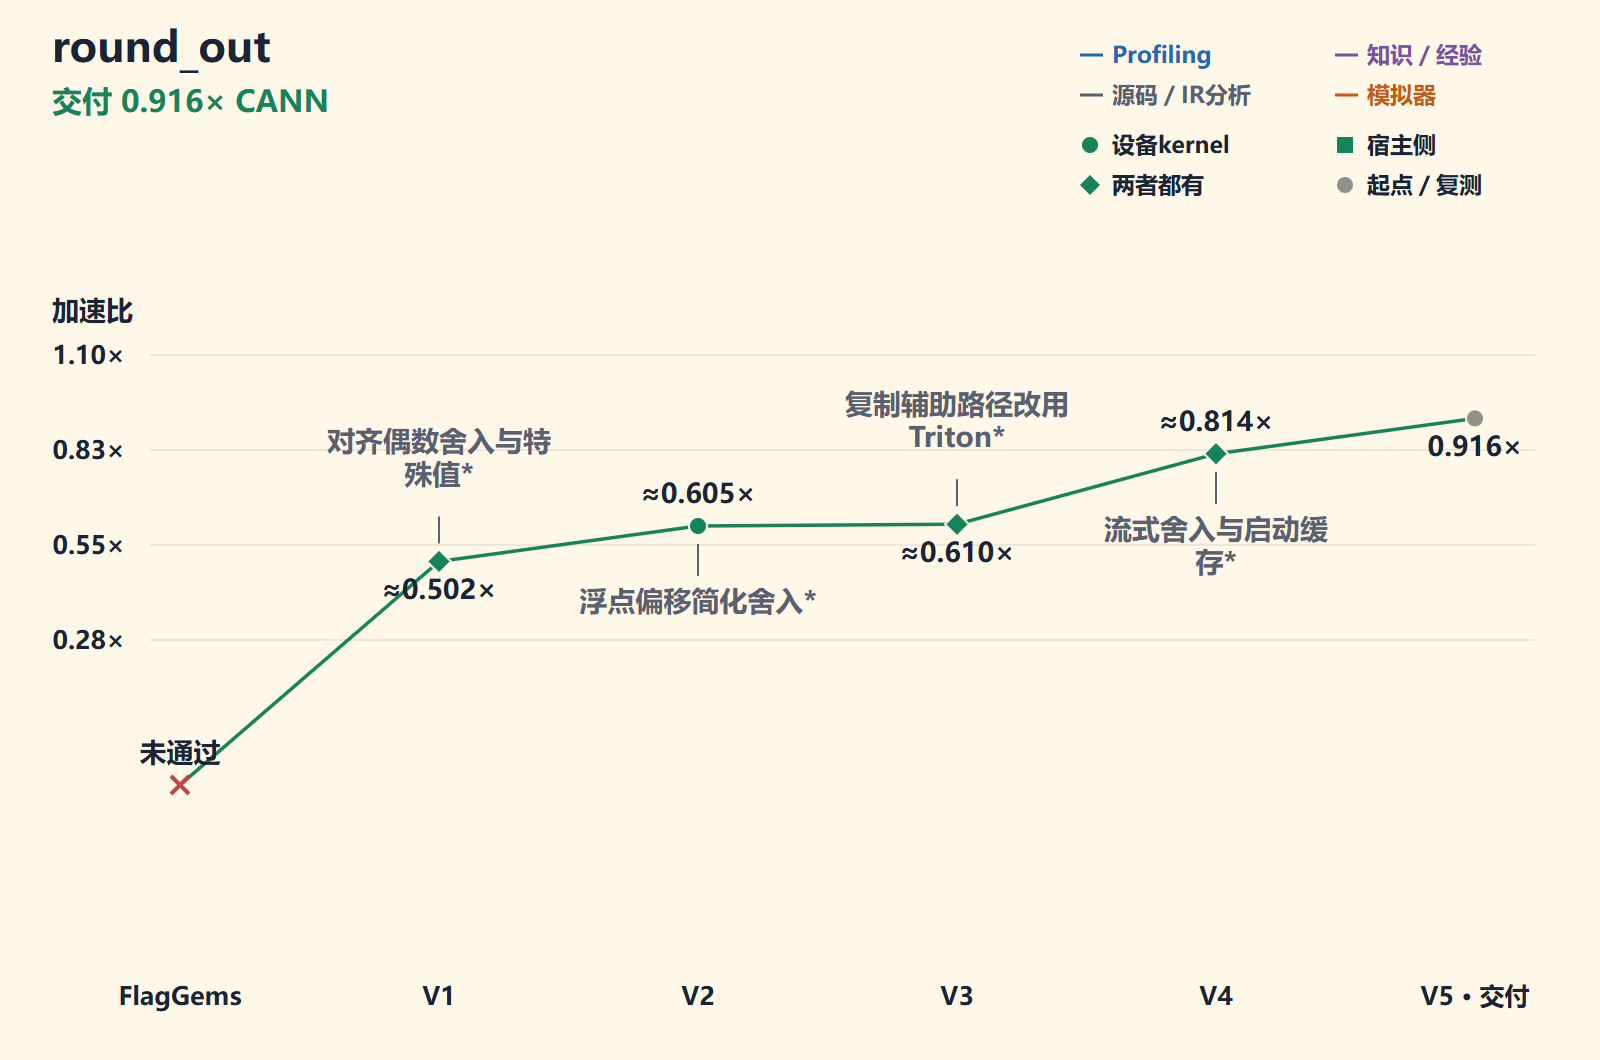 round_out
交付 0.916× CANN
Profiling
知识 / 经验
源码 / IR分析
模拟器
设备kernel
宿主侧
两者都有
起点 / 复测
加速比
1.10×
0.83×
0.55×
0.28×
未通过
对齐偶数舍入与特
殊值*
≈0.502×
≈0.605×
浮点偏移简化舍入*
复制辅助路径改用
Triton*
≈0.610×
≈0.814×
流式舍入与启动缓
存*
0.916×
FlagGems
V1
V2
V3
V4
V5 · 交付